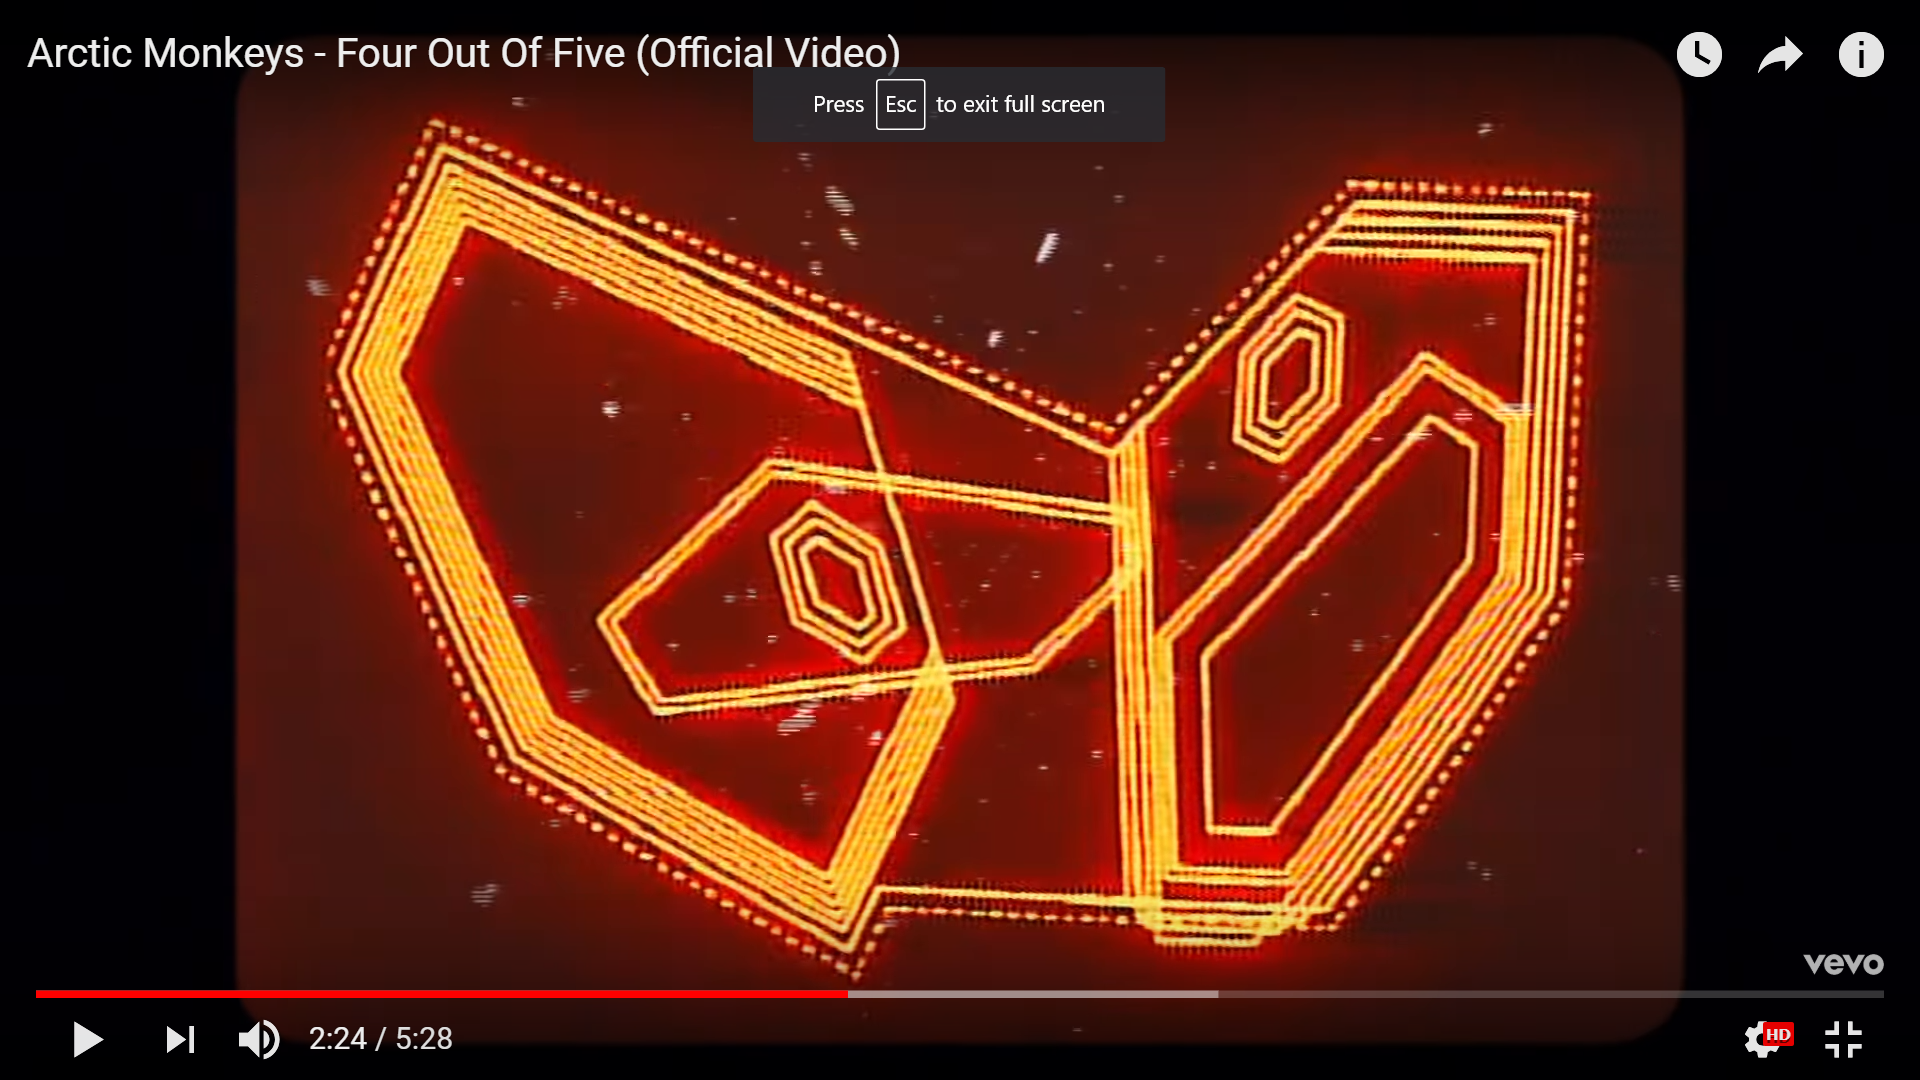 Arctic Monkeys - Four Out Of Five (Official Video)
Press Esc to exit full screen
vevo
2:24 / 5:28
HD